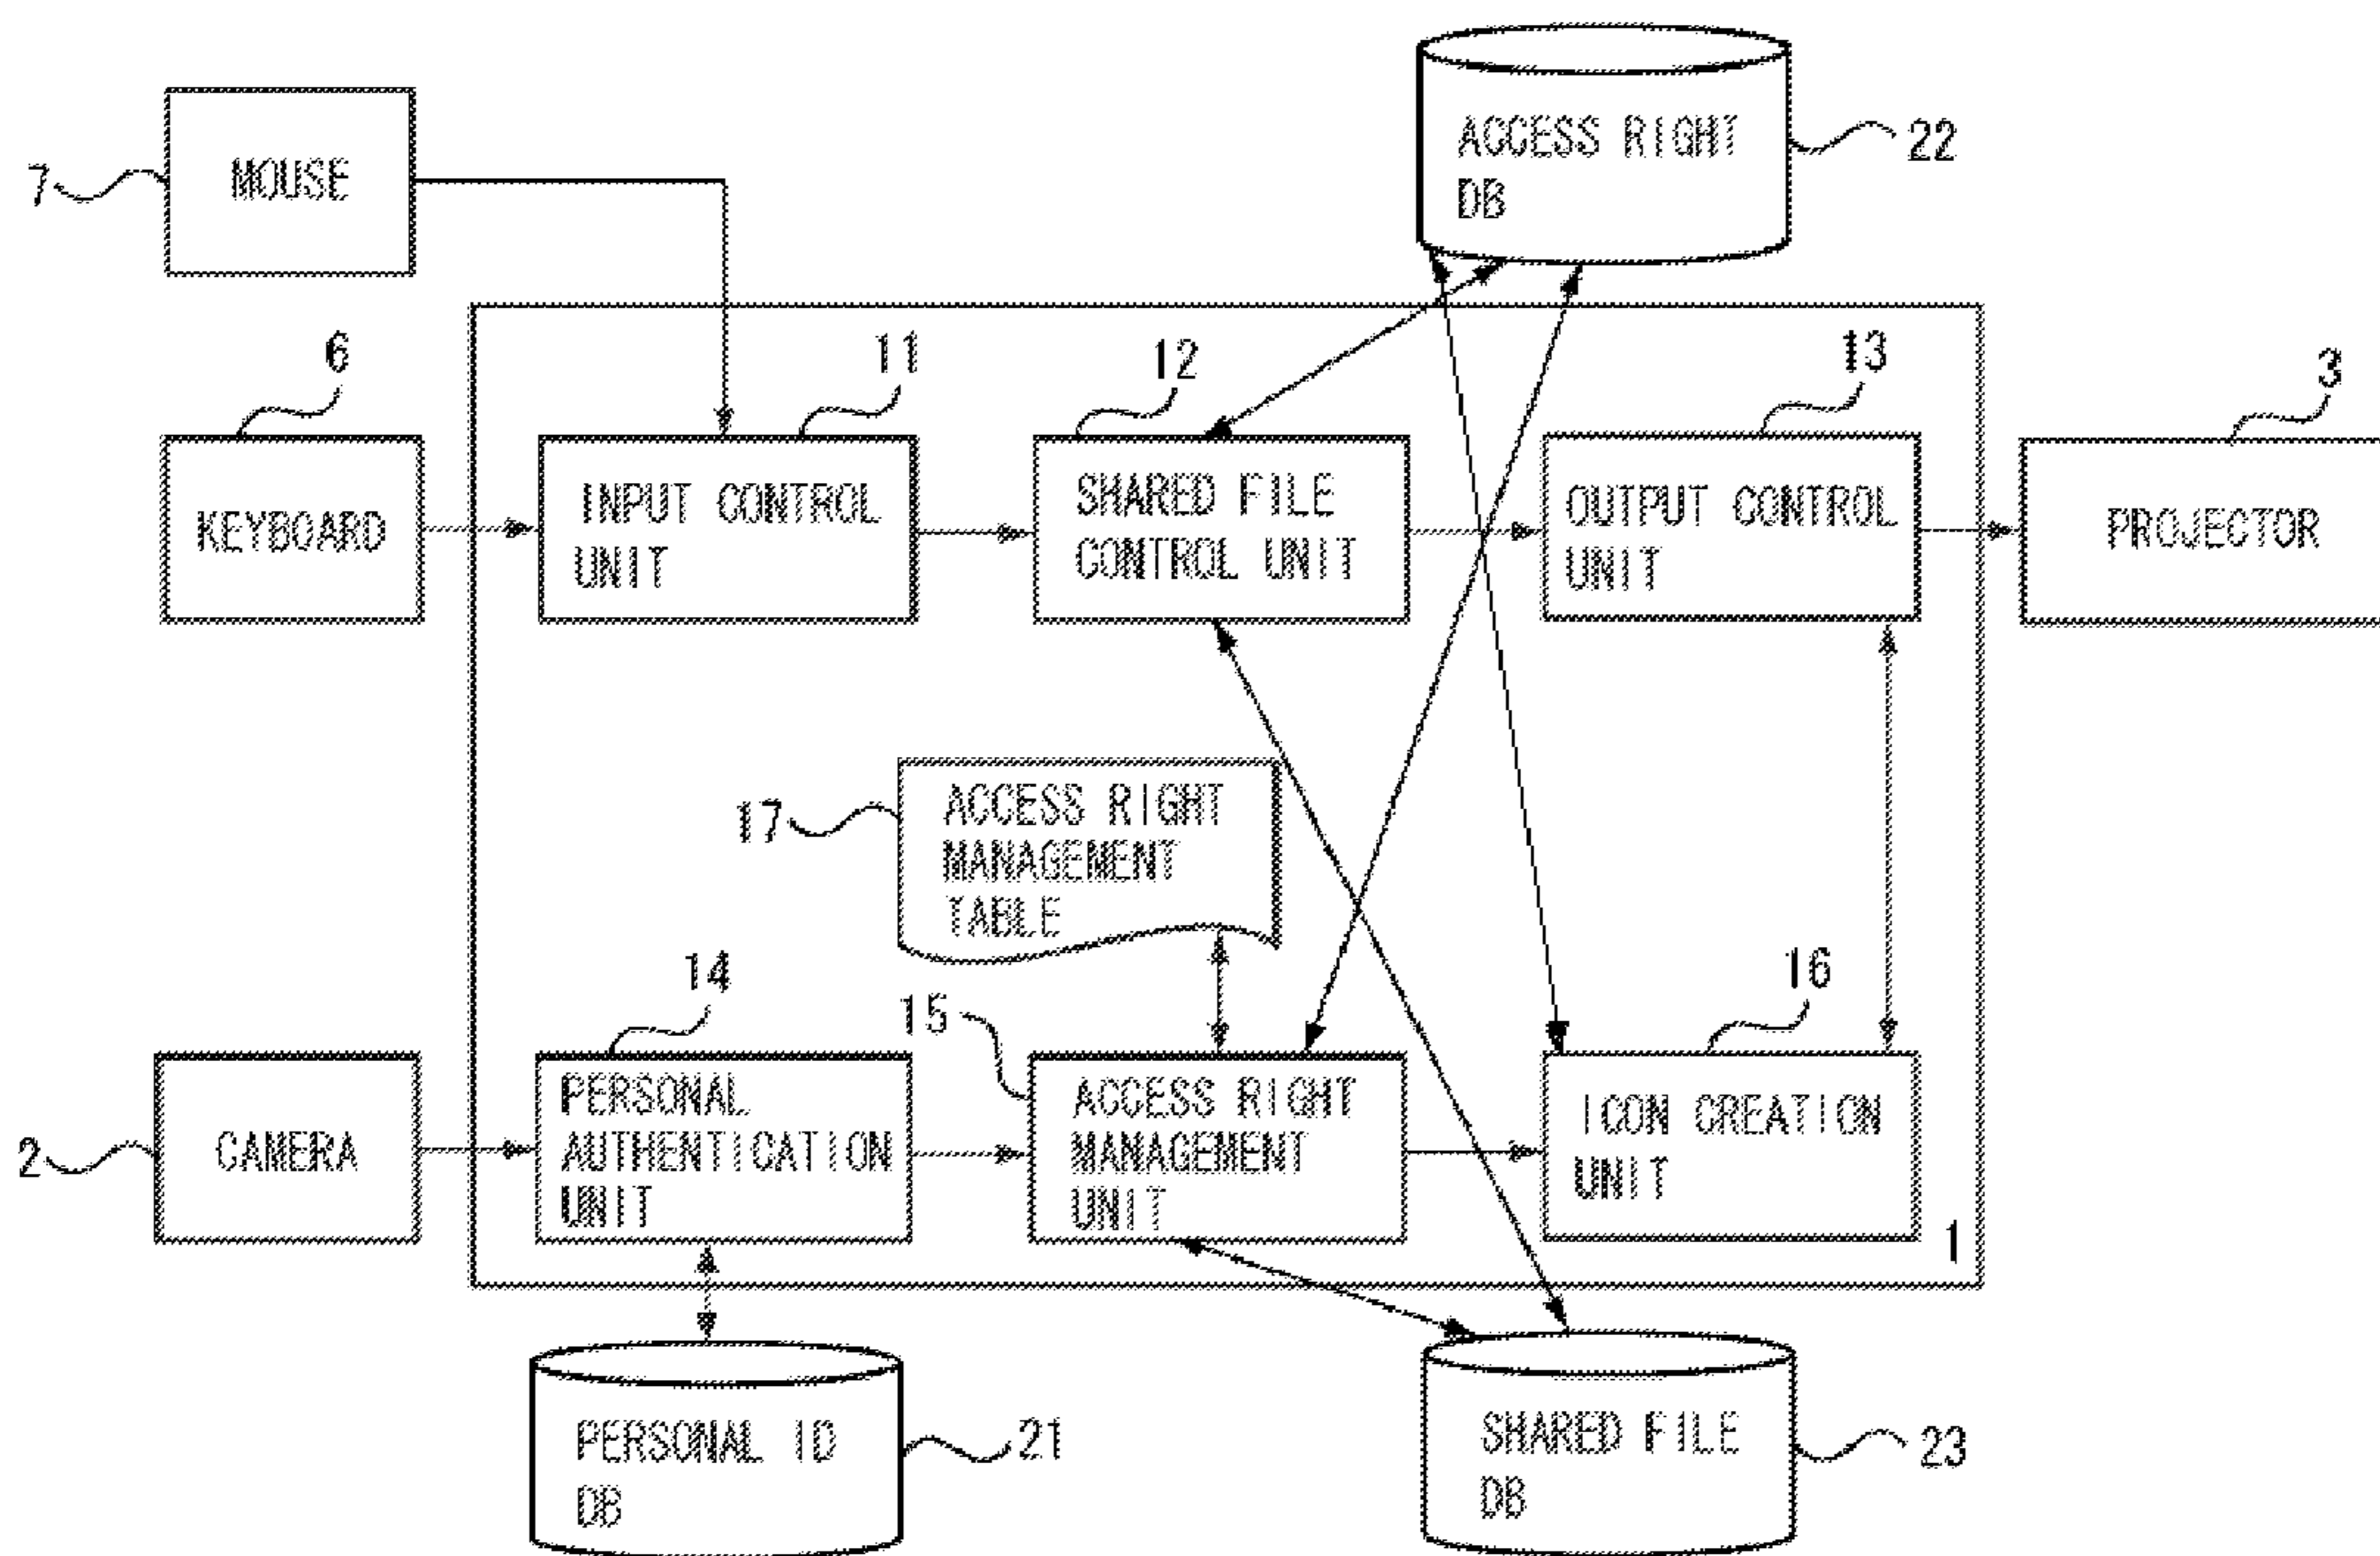 ACCESS RIGHT
DB
22
7
MOUSE
6
11
12
13
3
KEYBOARD
INPUT CONTROL
UNIT
SHARED FILE
CONTROL UNIT
OUTPUT CONTROL
UNIT
PROJECTOR
17
ACCESS RIGHT
MANAGEMENT
TABLE
14
15
16
2
CAMERA
PERSONAL
AUTHENTICATION
UNIT
ACCESS RIGHT
MANAGEMENT
UNIT
ICON CREATION
UNIT
1
PERSONAL ID
DB
21
SHARED FILE
DB
23